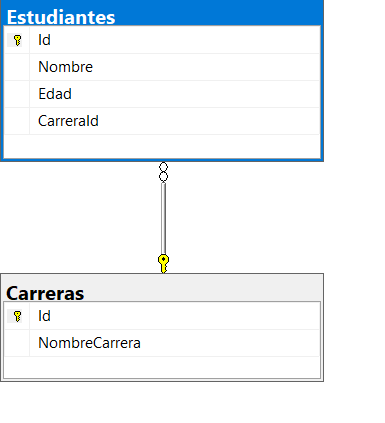 Estudiantes
Id
Nombre
Edad
CarreraId
Carreras
Id
NombreCarrera